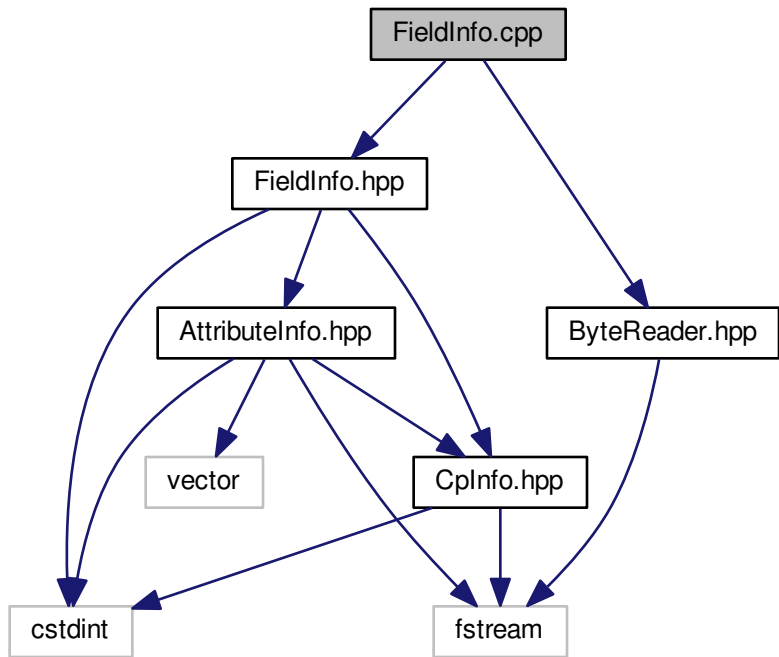 FieldInfo.cpp
FieldInfo.hpp
AttributeInfo.hpp
ByteReader.hpp
vector
CpInfo.hpp
cstdint
fstream